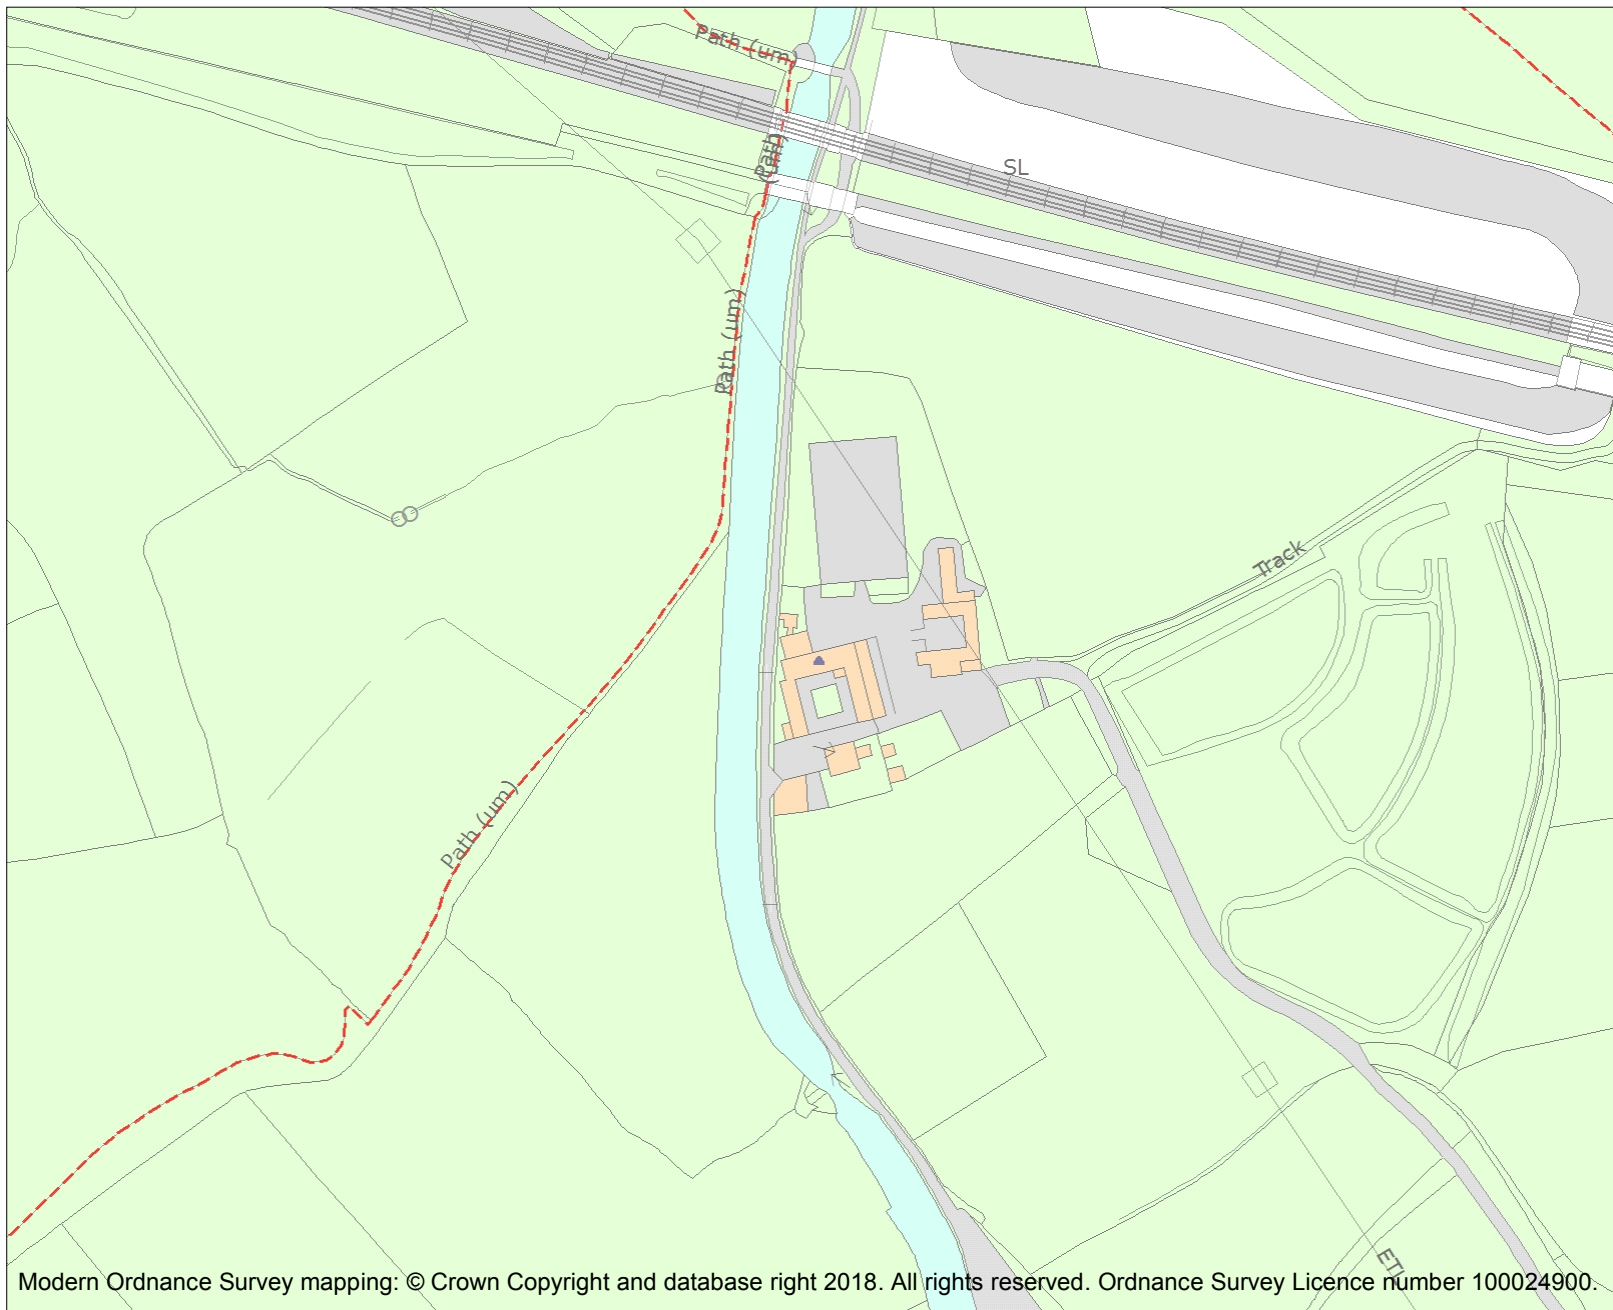 Path (um)
SL
Path (um)
Path (um)
Track
Path (um)
ETL
Modern Ordnance Survey mapping: © Crown Copyright and database right 2018. All rights reserved. Ordnance Survey Licence number 100024900.